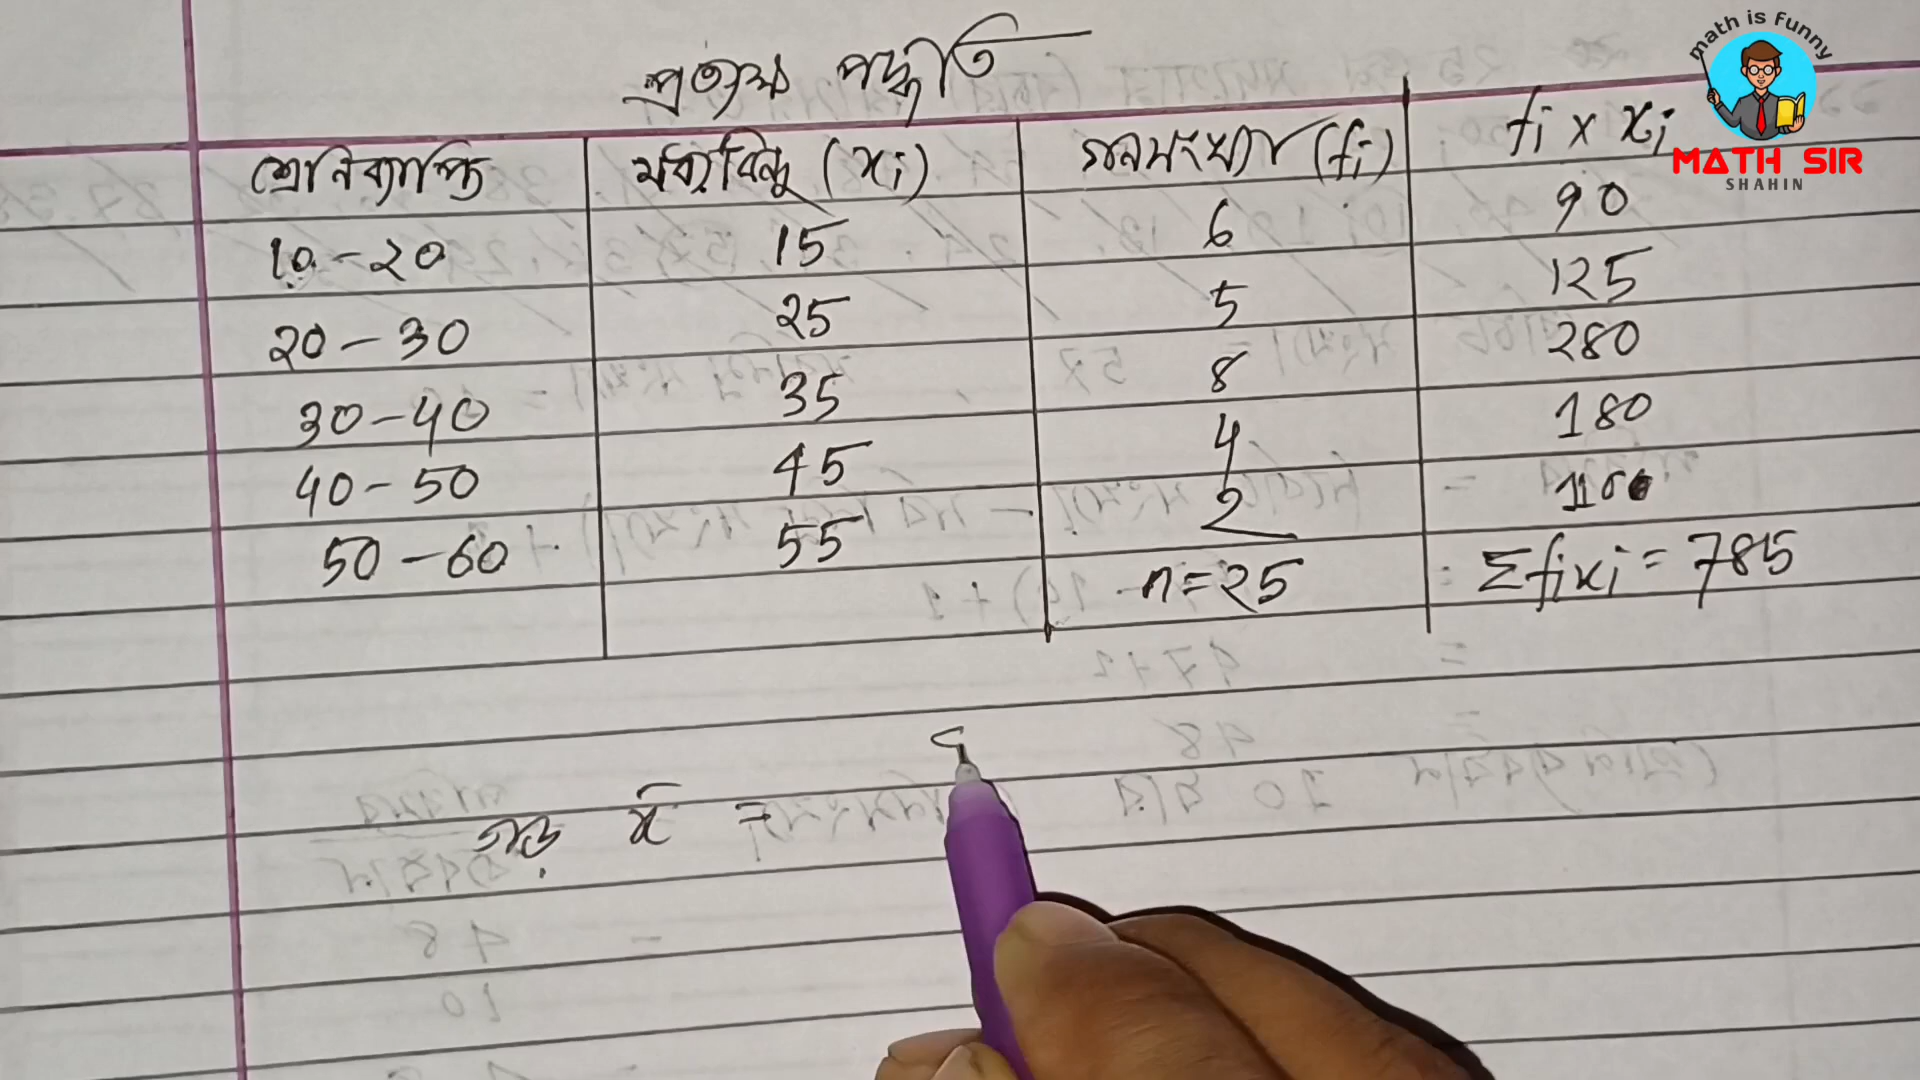 math is Funny
MATH SIR
SHAHIN
প্রত্যক্ষ পদ্ধতি
শ্রেনিব্যাপ্তি মধ্যবিন্দু (xi) গনসংখ্যা (fi) fi x xi
10-20 15 6 90
20-30 25 5 125
30-40 35 8 280
40-50 45 4 180
50-60 55 2 110
n=25 Σfixi = 785
গড় x̄ =